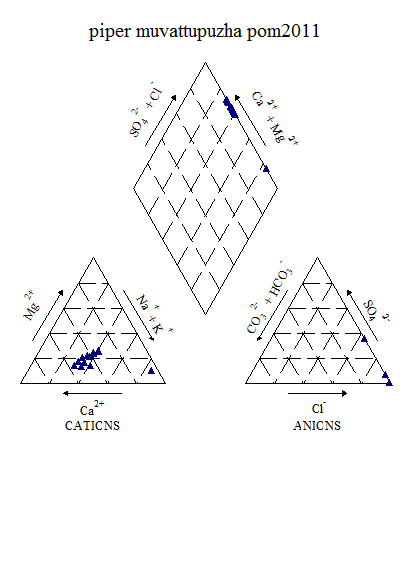 piper muvattupuzha pom2011
SO4 2- + Cl -
Ca 2+ + Mg 2+
Mg 2+
Na + + K +
CO3 2- + HCO3 -
SO4 2-
Ca2+
Cl-
CATICNS
ANICNS